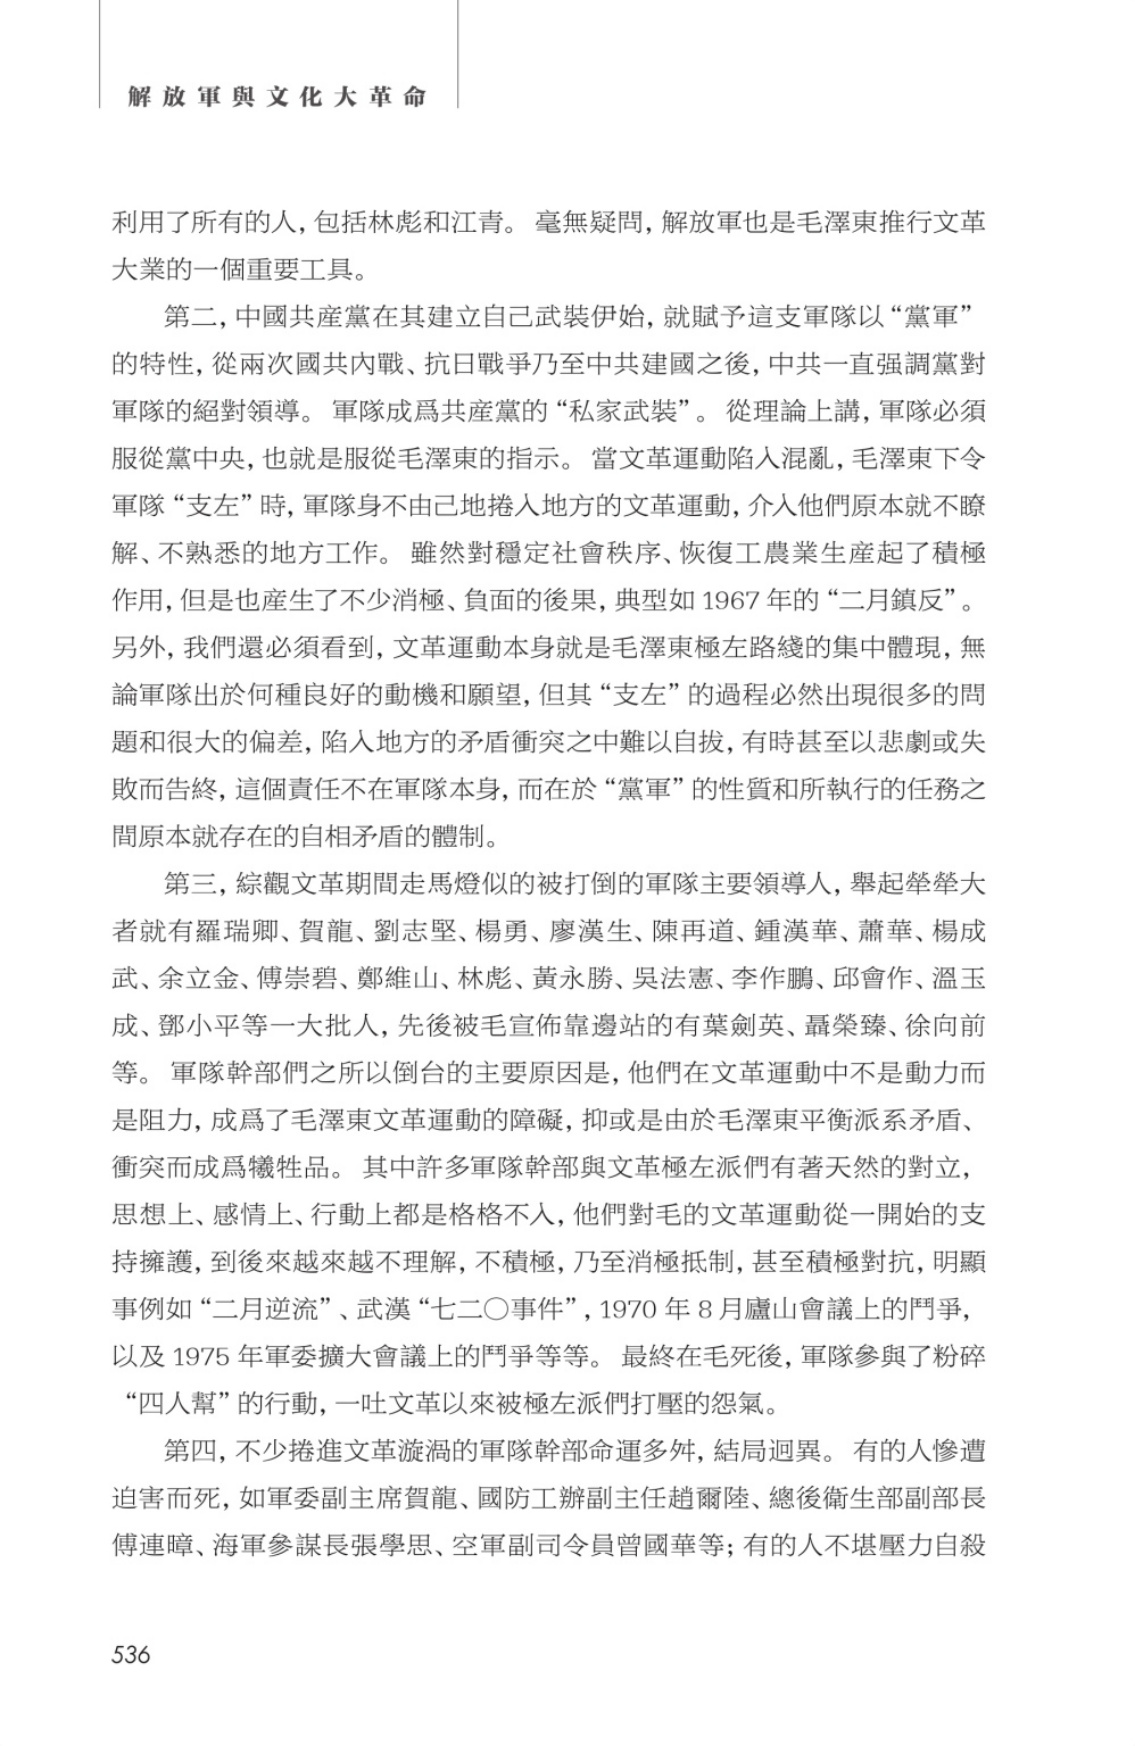 解放軍與文化大革命
利用了所有的人，包括林彪和江青。毫無疑問，解放軍也是毛澤東推行文革
大業的一個重要工具。
第二，中國共産黨在其建立自己武裝伊始，就賦予這支軍隊以“黨軍”
的特性，從兩次國共內戰、抗日戰爭乃至中共建國之後，中共一直强調黨對
軍隊的絕對領導。軍隊成爲共産黨的“私家武裝”。從理論上講，軍隊必須
服從黨中央，也就是服從毛澤東的指示。當文革運動陷入混亂，毛澤東下令
軍隊“支左”時，軍隊身不由己地捲入地方的文革運動，介入他們原本就不瞭
解、不熟悉的地方工作。雖然對穩定社會秩序、恢復工農業生産起了積極
作用，但是也産生了不少消極、負面的後果，典型如 1967 年的“二月鎮反”。
另外，我們還必須看到，文革運動本身就是毛澤東極左路綫的集中體現，無
論軍隊出於何種良好的動機和願望，但其“支左”的過程必然出現很多的問
題和很大的偏差，陷入地方的矛盾衝突之中難以自拔，有時甚至以悲劇或失
敗而告終，這個責任不在軍隊本身，而在於“黨軍”的性質和所執行的任務之
間原本就存在的自相矛盾的體制。
第三，綜觀文革期間走馬燈似的被打倒的軍隊主要領導人，舉起犖犖大
者就有羅瑞卿、賀龍、劉志堅、楊勇、廖漢生、陳再道、鍾漢華、蕭華、楊成
武、余立金、傅崇碧、鄭維山、林彪、黃永勝、吳法憲、李作鵬、邱會作、溫玉
成、鄧小平等一大批人，先後被毛宣佈靠邊站的有葉劍英、聶榮臻、徐向前
等。軍隊幹部們之所以倒台的主要原因是，他們在文革運動中不是動力而
是阻力，成爲了毛澤東文革運動的障礙，抑或是由於毛澤東平衡派系矛盾、
衝突而成爲犧牲品。其中許多軍隊幹部與文革極左派們有著天然的對立，
思想上、感情上、行動上都是格格不入，他們對毛的文革運動從一開始的支
持擁護，到後來越來越不理解，不積極，乃至消極抵制，甚至積極對抗，明顯
事例如“二月逆流”、武漢“七二〇事件”，1970 年 8 月廬山會議上的鬥爭，
以及 1975 年軍委擴大會議上的鬥爭等等。最終在毛死後，軍隊參與了粉碎
“四人幫”的行動，一吐文革以來被極左派們打壓的怨氣。
第四，不少捲進文革漩渦的軍隊幹部命運多舛，結局迥異。有的人慘遭
迫害而死，如軍委副主席賀龍、國防工辦副主任趙爾陸、總後衛生部副部長
傅連暲、海軍參謀長張學思、空軍副司令員曾國華等；有的人不堪壓力自殺
536